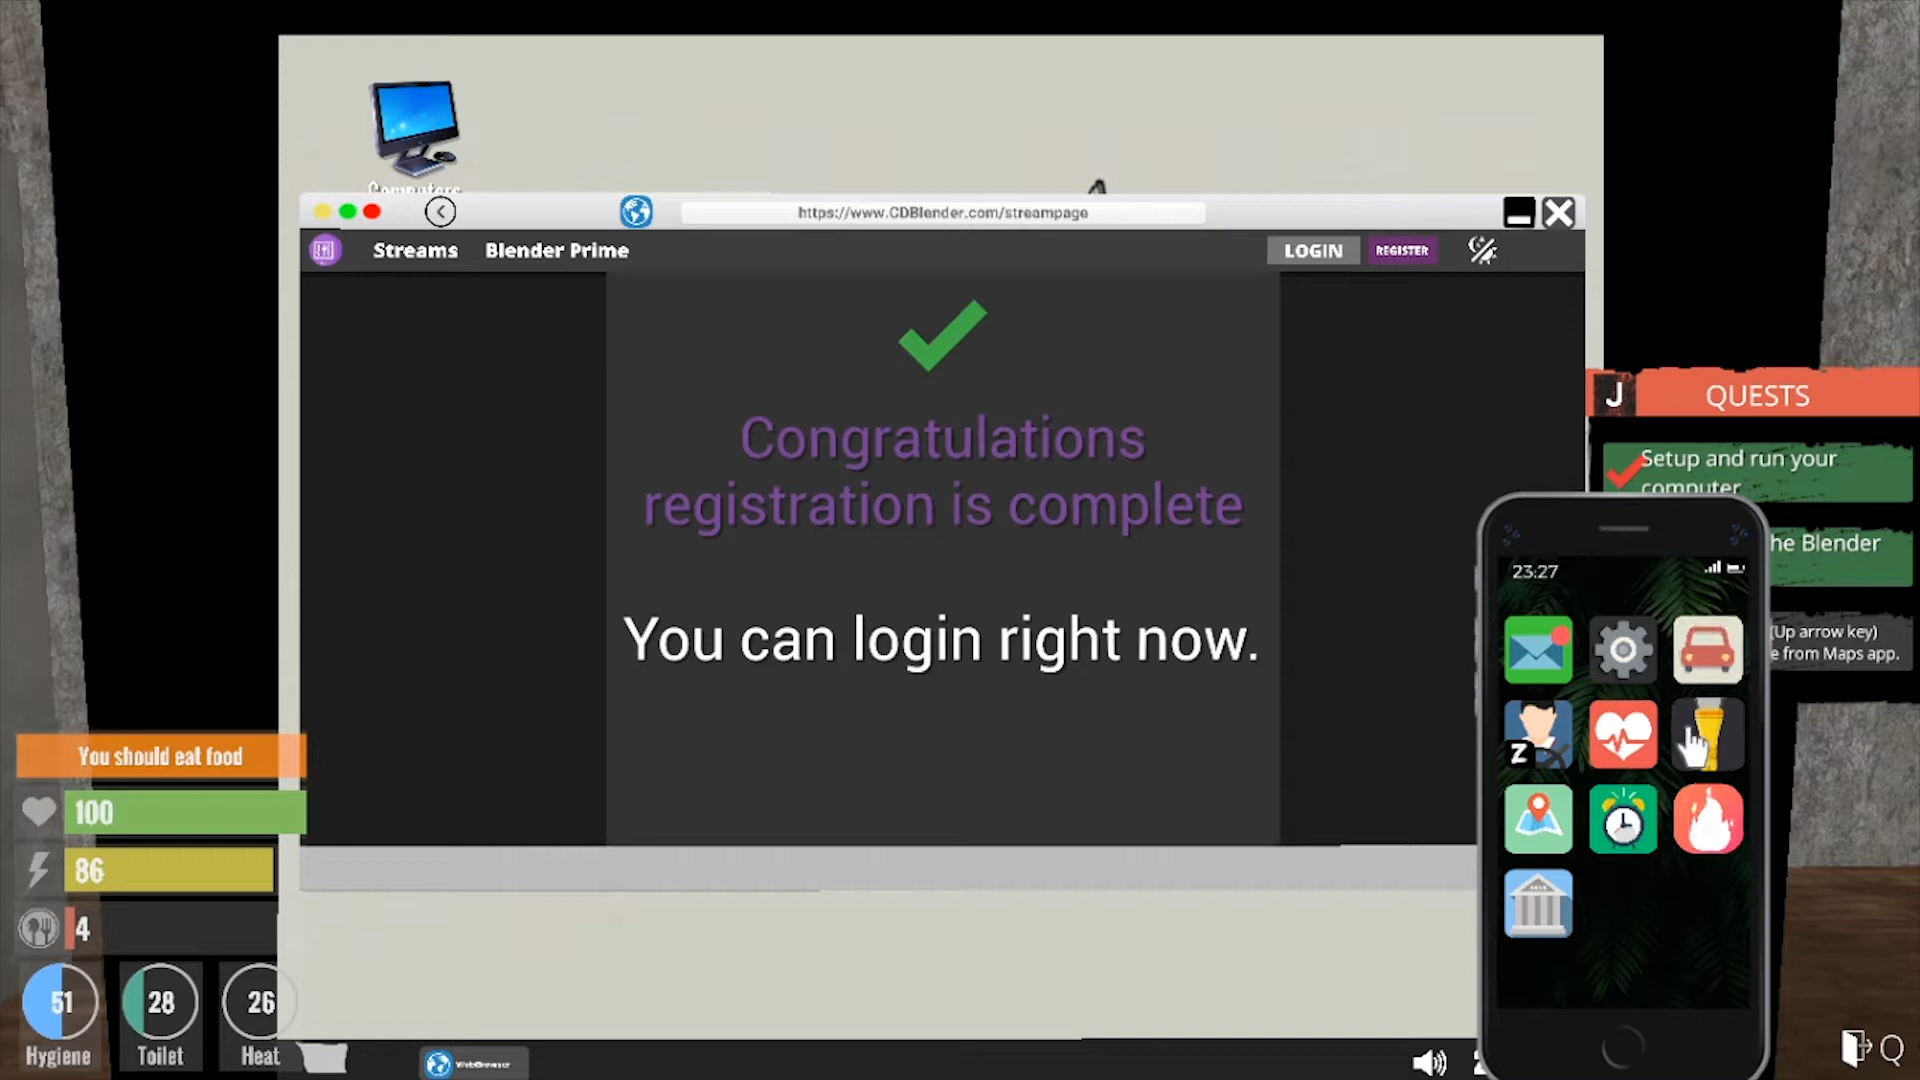 Computers
https://www.CDBlender.com/streampage
Streams
Blender Prime
LOGIN
REGISTER
Congratulations
registration is complete
You can login right now.
J
QUESTS
Setup and run your
computer
he Blender
(Up arrow key)
e from Maps app.
23:27
Z
You should eat food
100
86
4
51
28
26
Hygiene
Toilet
Heat
WebBrowser
Q